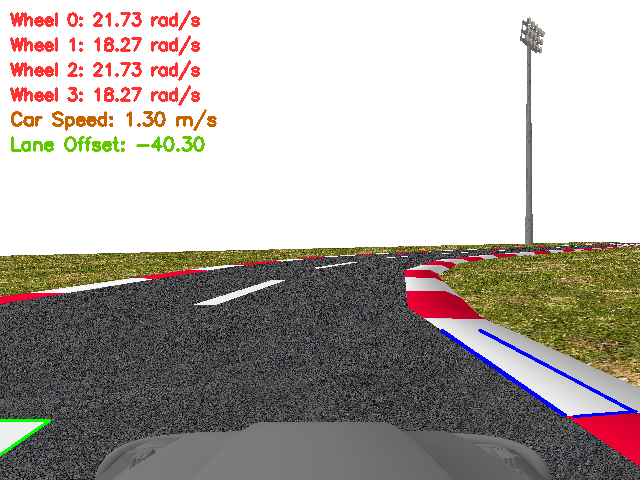 Wheel 0: 21.73 rad/s
Wheel 1: 18.27 rad/s
Wheel 2: 21.73 rad/s
Wheel 3: 18.27 rad/s
Car Speed: 1.30 m/s
Lane Offset: -40.30